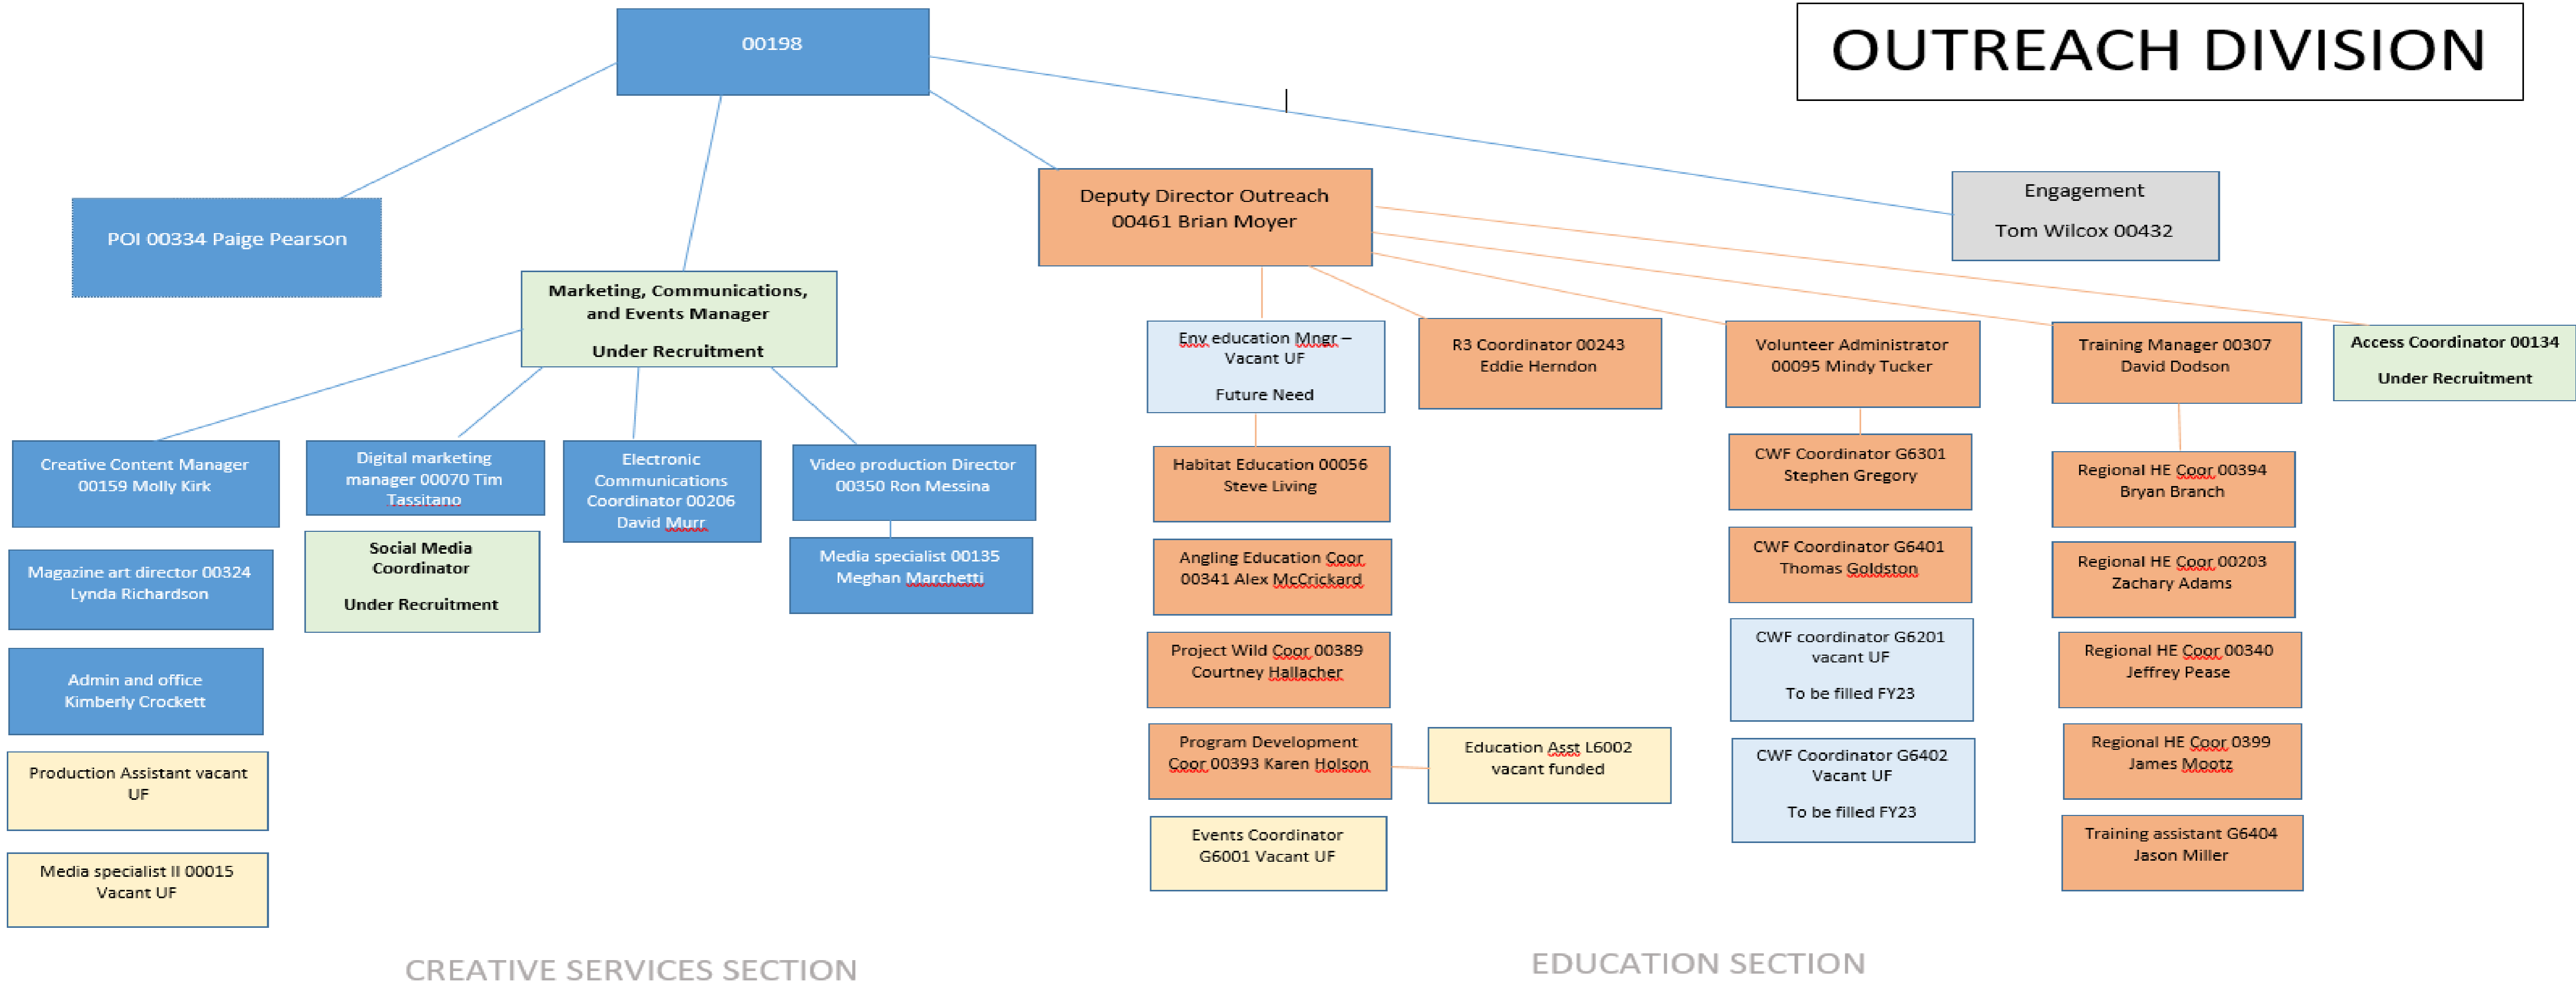 00198
OUTREACH DIVISION
POI 00334 Paige Pearson
Deputy Director Outreach
00461 Brian Moyer
Engagement
Tom Wilcox 00432
Marketing, Communications,
and Events Manager
Under Recruitment
Env education Mngr –
Vacant UF
Future Need
R3 Coordinator 00243
Eddie Herndon
Volunteer Administrator
00095 Mindy Tucker
Training Manager 00307
David Dodson
Access Coordinator 00134
Under Recruitment
Creative Content Manager
00159 Molly Kirk
Digital marketing
manager 00070 Tim
Tassitano
Electronic
Communications
Coordinator 00206
David Murr
Video production Director
00350 Ron Messina
Social Media
Coordinator
Under Recruitment
Media specialist 00135
Meghan Marchetti
Magazine art director 00324
Lynda Richardson
Admin and office
Kimberly Crockett
Production Assistant vacant
UF
Media specialist II 00015
Vacant UF
Habitat Education 00056
Steve Living
Angling Education Coor
00341 Alex McCrickard
Project Wild Coor 00389
Courtney Hallacher
Program Development
Coor 00393 Karen Holson
Education Asst L6002
vacant funded
Events Coordinator
G6001 Vacant UF
CWF Coordinator G6301
Stephen Gregory
CWF Coordinator G6401
Thomas Goldston
CWF coordinator G6201
vacant UF
To be filled FY23
CWF Coordinator G6402
Vacant UF
To be filled FY23
Regional HE Coor 00394
Bryan Branch
Regional HE Coor 00203
Zachary Adams
Regional HE Coor 00340
Jeffrey Pease
Regional HE Coor 0399
James Mootz
Training assistant G6404
Jason Miller
CREATIVE SERVICES SECTION
EDUCATION SECTION